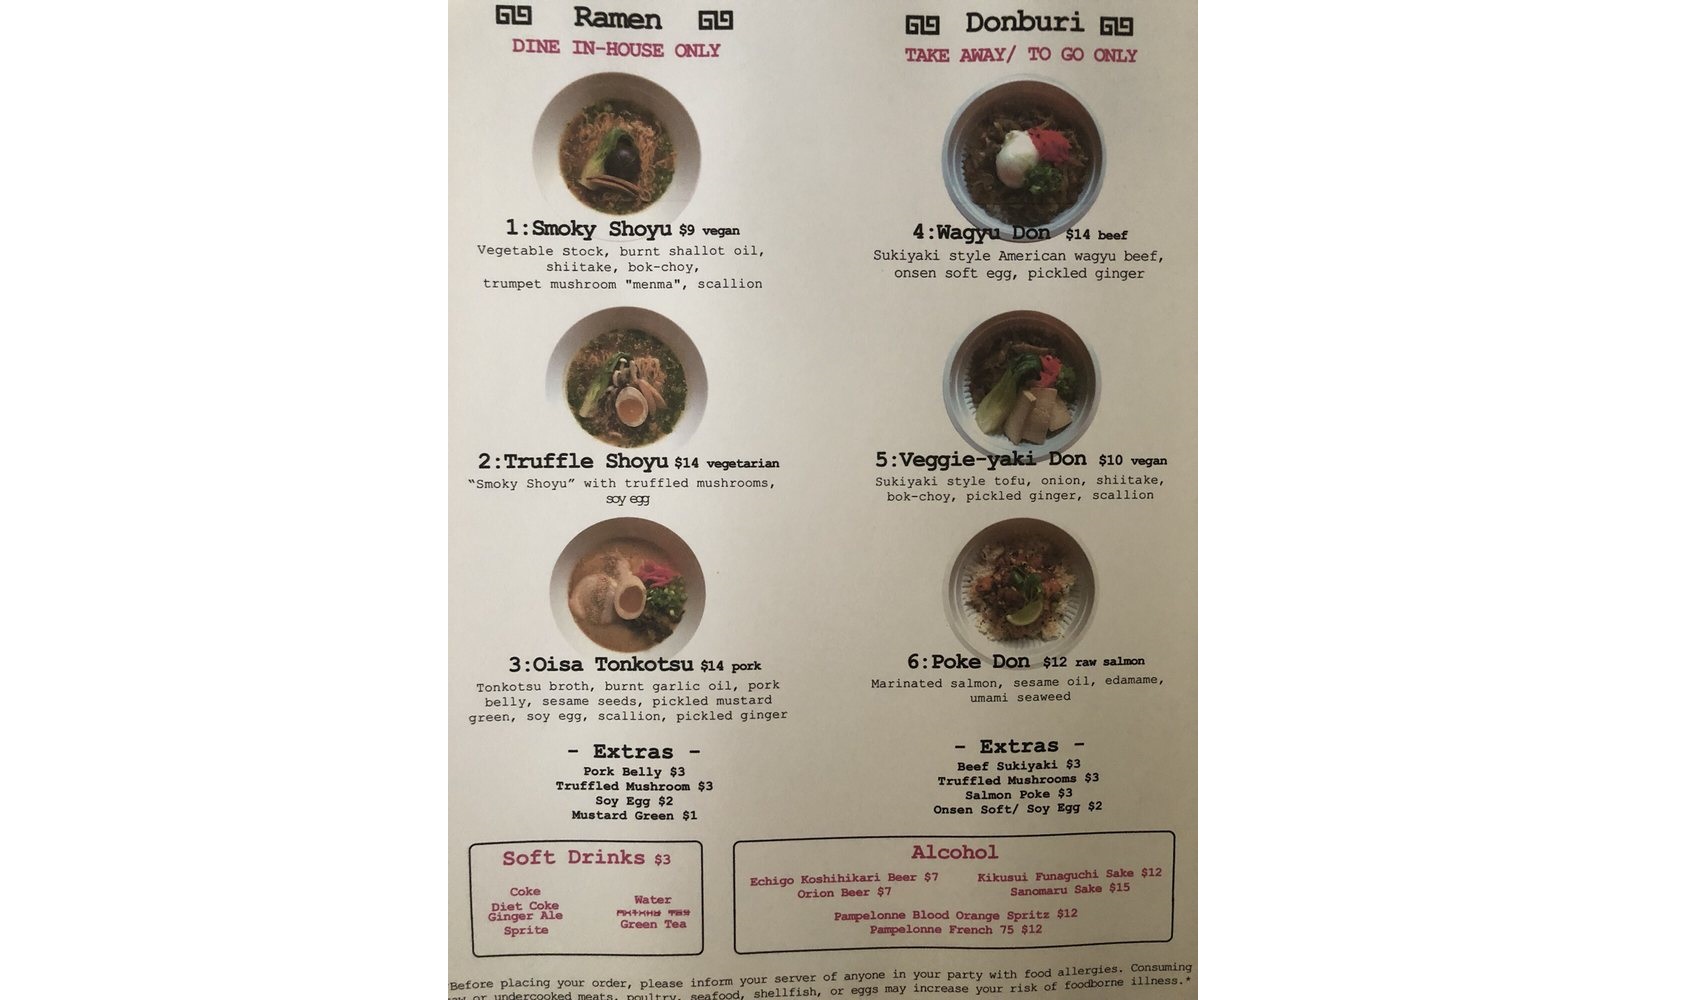 Ramen
DINE IN-HOUSE ONLY
1:Smoky Shoyu $9 vegan
Vegetable stock, burnt shallot oil,
shiitake, bok-choy,
trumpet mushroom "menma", scallion
2:Truffle Shoyu $14 vegetarian
“Smoky Shoyu” with truffled mushrooms,
soy egg
3:Oisa Tonkotsu $14 pork
Tonkotsu broth, burnt garlic oil, pork
belly, sesame seeds, pickled mustard
green, soy egg, scallion, pickled ginger
- Extras -
Pork Belly $3
Truffled Mushroom $3
Soy Egg $2
Mustard Green $1
Donburi
TAKE AWAY/ TO GO ONLY
4:Wagyu Don $14 beef
Sukiyaki style American wagyu beef,
onsen soft egg, pickled ginger
5:Veggie-yaki Don $10 vegan
Sukiyaki style tofu, onion, shiitake,
bok-choy, pickled ginger, scallion
6:Poke Don $12 raw salmon
Marinated salmon, sesame oil, edamame,
umami seaweed
- Extras -
Beef Sukiyaki $3
Truffled Mushrooms $3
Salmon Poke $3
Onsen Soft/ Soy Egg $2
Soft Drinks $3
Coke
Diet Coke
Ginger Ale
Sprite
Water
Green Tea
Alcohol
Echigo Koshihikari Beer $7
Orion Beer $7
Kikusui Funaguchi Sake $12
Sanomaru Sake $15
Pampelonne Blood Orange Spritz $12
Pampelonne French 75 $12
Before placing your order, please inform your server of anyone in your party with food allergies. Consuming
or undercooked meats, poultry, seafood, shellfish, or eggs may increase your risk of foodborne illness.*